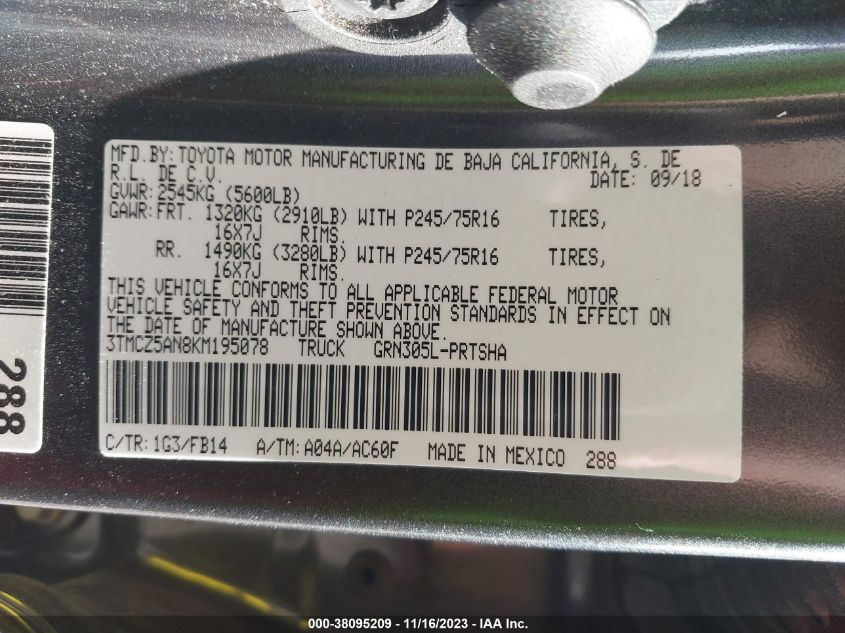 MFD.BY: TOYOTA MOTOR MANUFACTURING DE BAJA CALIFORNIA, S. DE
R.L. DE C.V. DATE: 09/18
GVWR: 2545KG (5600LB)
GAWR: FRT. 1320KG (2910LB) WITH P245/75R16 TIRES,
16X7J RIMS.
RR. 1490KG (3280LB) WITH P245/75R16 TIRES,
16X7J RIMS.
THIS VEHICLE CONFORMS TO ALL APPLICABLE FEDERAL MOTOR
VEHICLE SAFETY AND THEFT PREVENTION STANDARDS IN EFFECT ON
THE DATE OF MANUFACTURE SHOWN ABOVE.
3TMCZ5AN8KM195078 TRUCK GRN305L-PRTSHA
C/TR: 1G3/FB14 A/TM: A04A/AC60F MADE IN MEXICO 288
288
000-38095209 - 11/16/2023 - IAA Inc.